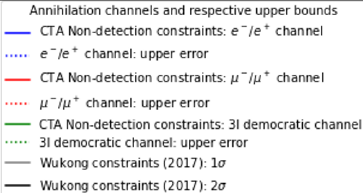 Annihilation channels and respective upper bounds
CTA Non-detection constraints: e⁻/e⁺ channel
e⁻/e⁺ channel: upper error
CTA Non-detection constraints: μ⁻/μ⁺ channel
μ⁻/μ⁺ channel: upper error
CTA Non-detection constraints: 3l democratic channel
3l democratic channel: upper error
Wukong constraints (2017): 1σ
Wukong constraints (2017): 2σ